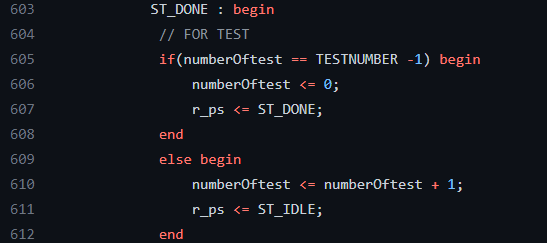 603 ST_DONE : begin
604 // FOR TEST
605 if(numberOftest == TESTNUMBER -1) begin
606 numberOftest <= 0;
607 r_ps <= ST_DONE;
608 end
609 else begin
610 numberOftest <= numberOftest + 1;
611 r_ps <= ST_IDLE;
612 end